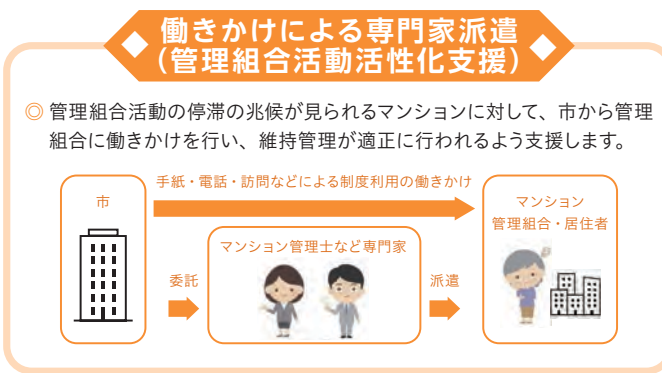 働きかけによる専門家派遣
(管理組合活動活性化支援)
◎ 管理組合活動の停滞の兆候が見られるマンションに対して、市から管理
組合に働きかけを行い、維持管理が適正に行われるよう支援します。
手紙・電話・訪問などによる制度利用の働きかけ
市
マンション
管理組合・居住者
マンション管理士など専門家
委託
派遣